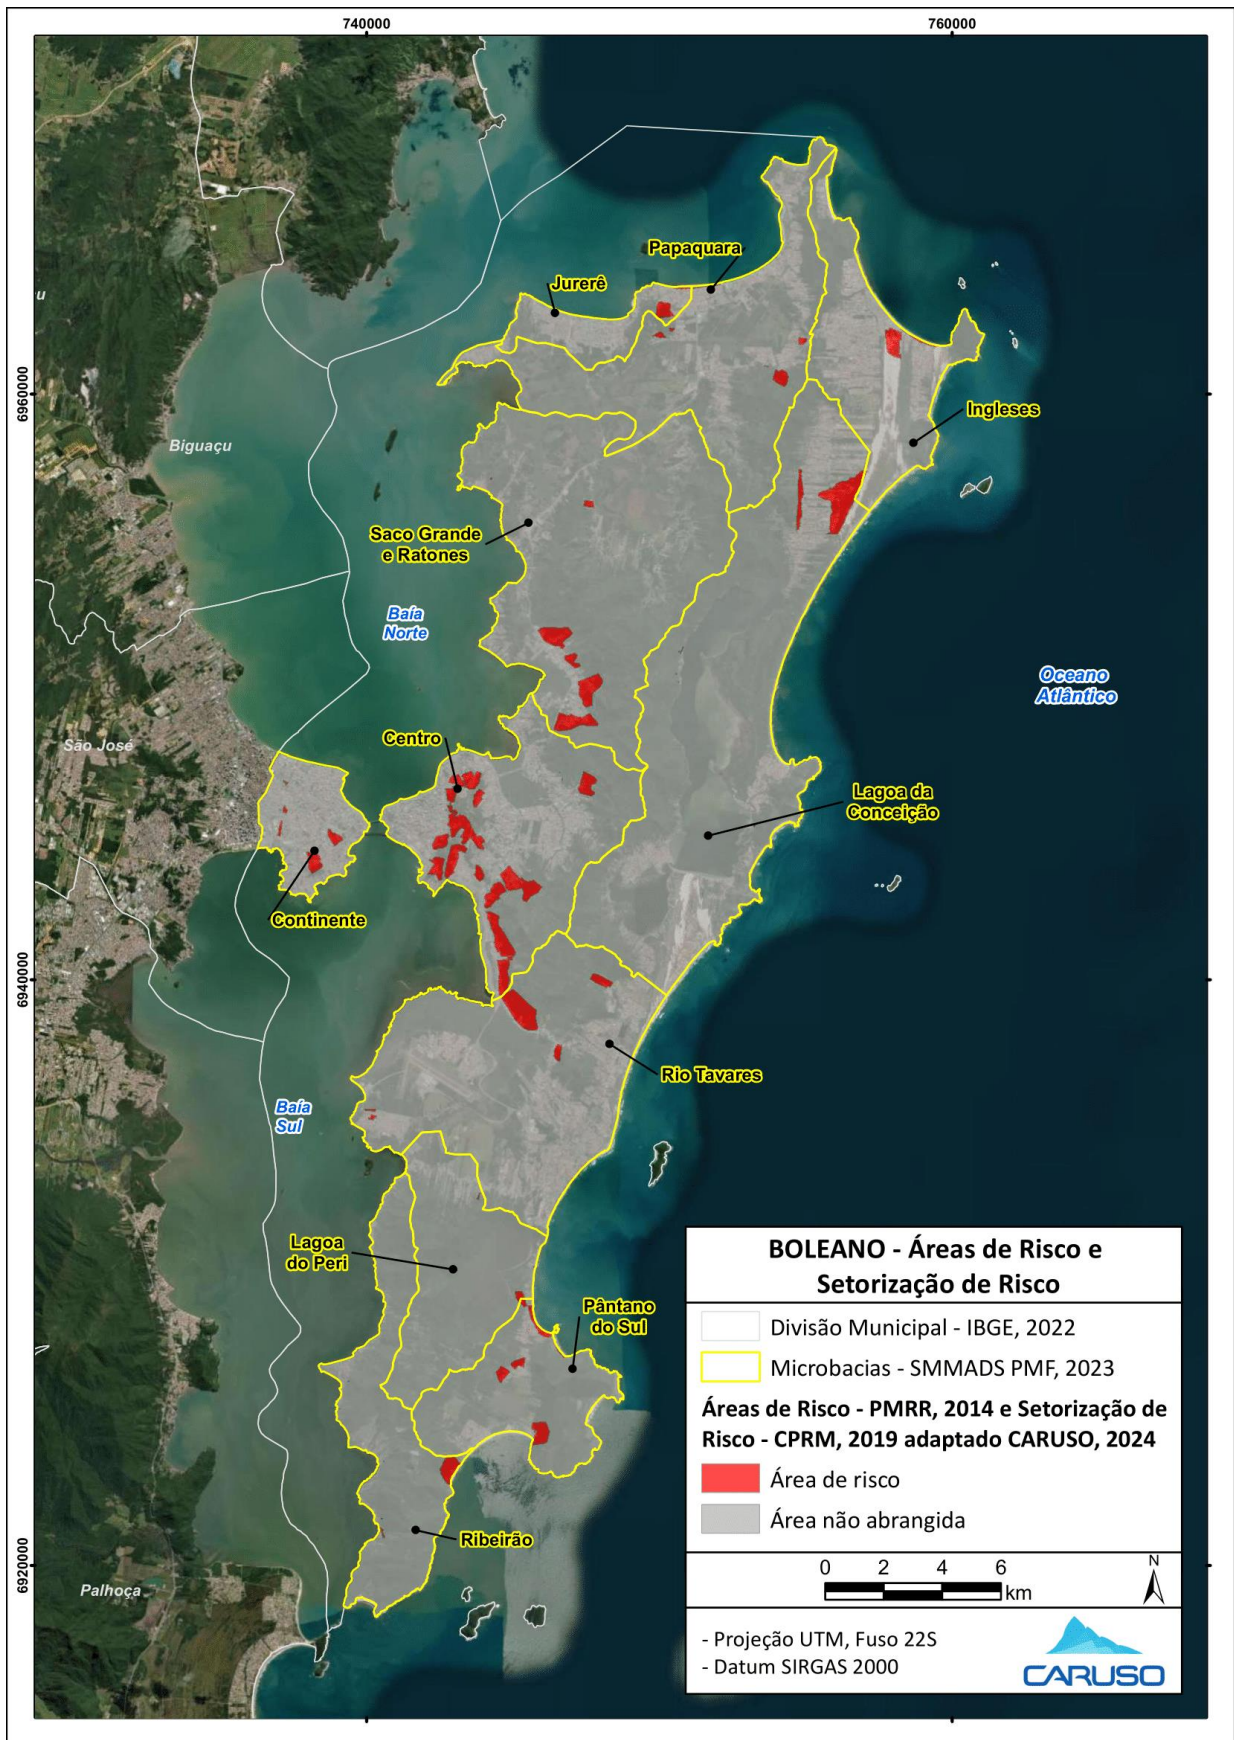 740000
760000
Papaquara
Jurerê
u
6960000
6960000
Biguaçu
Ingleses
Saco Grande
e Ratones
Baía
Norte
Oceano
Atlântico
São José
Centro
Lagoa da
Conceição
Continente
6940000
Rio Tavares
Baía
Sul
Lagoa
do Peri
Pântano
do Sul
Ribeirão
6920000
Palhoça
BOLEANO - Áreas de Risco e
Setorização de Risco
Divisão Municipal - IBGE, 2022
Microbacias - SMMADS PMF, 2023
Áreas de Risco - PMRR, 2014 e Setorização de
Risco - CPRM, 2019 adaptado CARUSO, 2024
Área de risco
Área não abrangida
0 2 4 6
km
N
- Projeção UTM, Fuso 22S
- Datum SIRGAS 2000
CARUSO